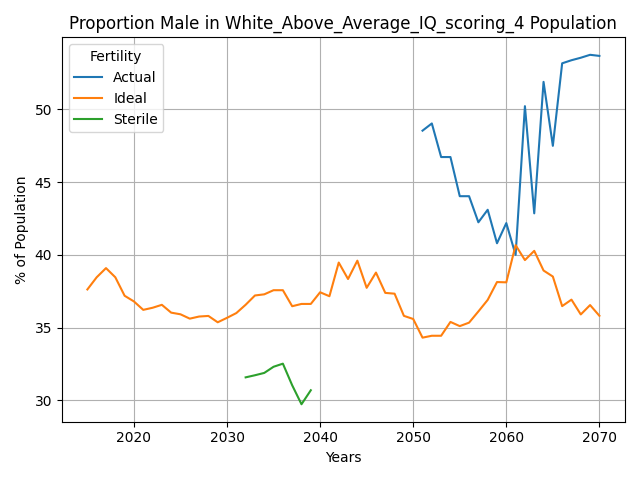 Proportion Male in White_Above_Average_IQ_scoring_4 Population
Fertility
Actual
Ideal
Sterile
% of Population
50
45
40
35
30
2020 2030 2040 2050 2060 2070
Years